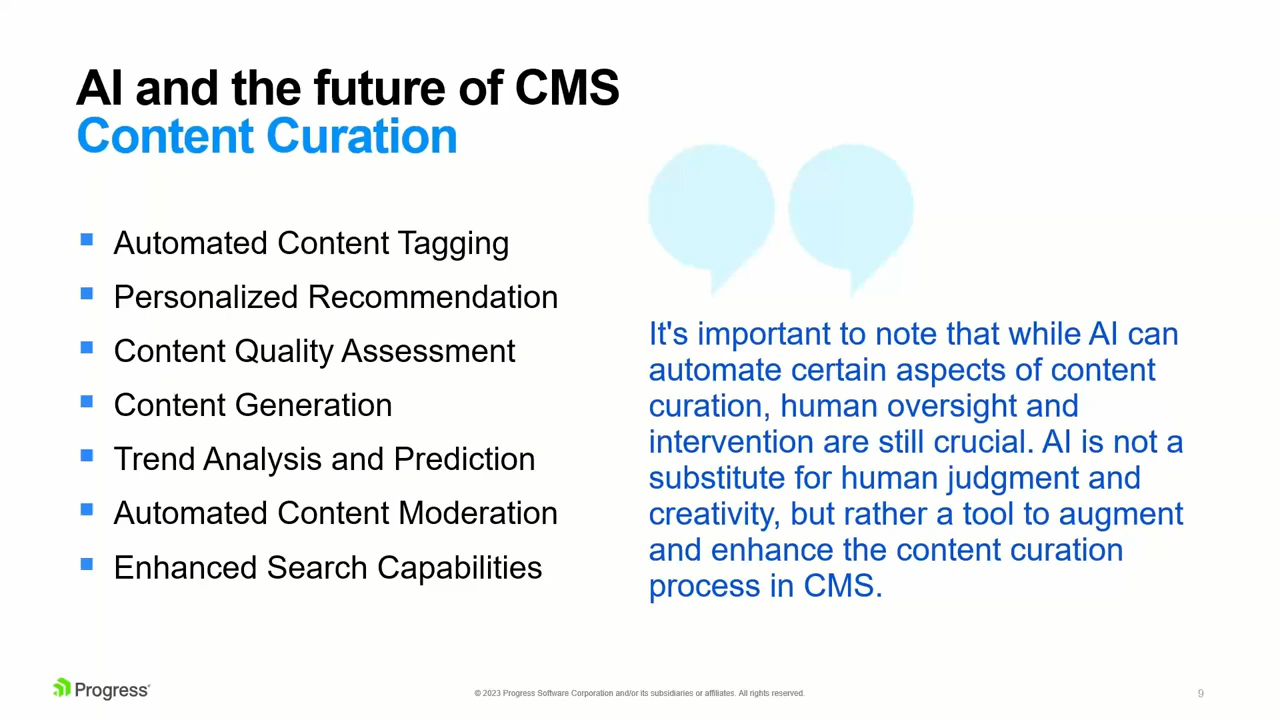 AI and the future of CMS
Content Curation
Automated Content Tagging
Personalized Recommendation
Content Quality Assessment
Content Generation
Trend Analysis and Prediction
Automated Content Moderation
Enhanced Search Capabilities
It's important to note that while AI can
automate certain aspects of content
curation, human oversight and
intervention are still crucial. AI is not a
substitute for human judgment and
creativity, but rather a tool to augment
and enhance the content curation
process in CMS.
Progress
© 2023 Progress Software Corporation and/or its subsidiaries or affiliates. All rights reserved.
9